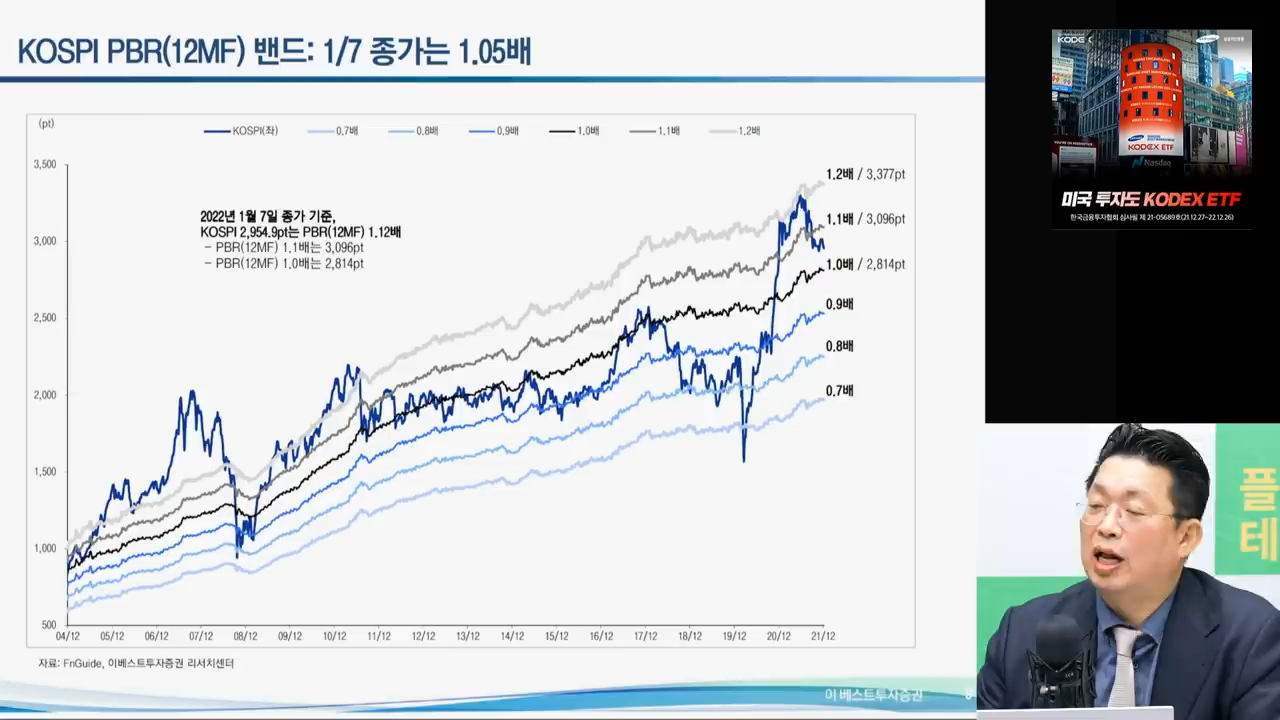 KOSPI PBR(12MF) 밴드: 1/7 종가는 1.05배
(pt)
KOSPI(좌) 0.7배 0.8배 0.9배 1.0배 1.1배 1.2배
3,500
3,000
2,500
2,000
1,500
1,000
500
2022년 1월 7일 종가 기준,
KOSPI 2,954.9pt는 PBR(12MF) 1.12배
– PBR(12MF) 1.1배는 3,096pt
– PBR(12MF) 1.0배는 2,814pt
1.2배 / 3,377pt
1.1배 / 3,096pt
1.0배 / 2,814pt
0.9배
0.8배
0.7배
04/12 05/12 06/12 07/12 08/12 09/12 10/12 11/12 12/12 13/12 14/12 15/12 16/12 17/12 18/12 19/12 20/12 21/12
자료: FnGuide, 이베스트투자증권 리서치센터
이베스트투자증권 8
KODEX ETF
Nasdaq
미국 투자도 KODEX ETF
한국금융투자협회 심사필 제 21-05689호(21.12.27~22.12.26)
플
테